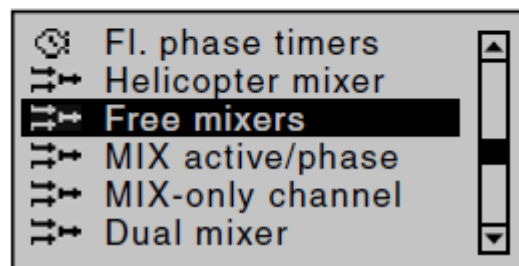 Fl. phase timers
Helicopter mixer
Free mixers
MIX active/phase
MIX-only channel
Dual mixer